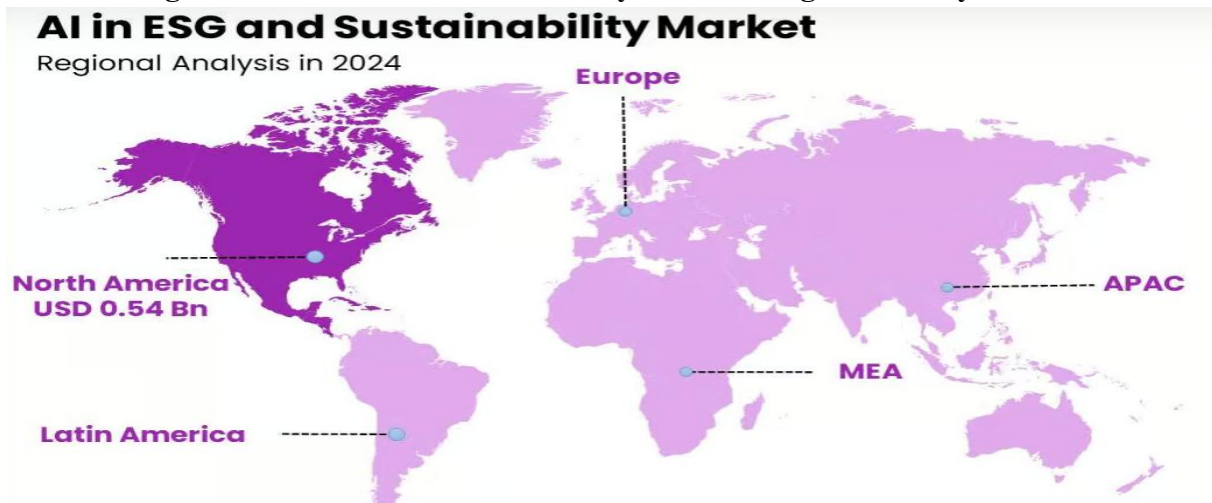 AI in ESG and Sustainability Market
Regional Analysis in 2024
Europe
North America
USD 0.54 Bn
APAC
MEA
Latin America